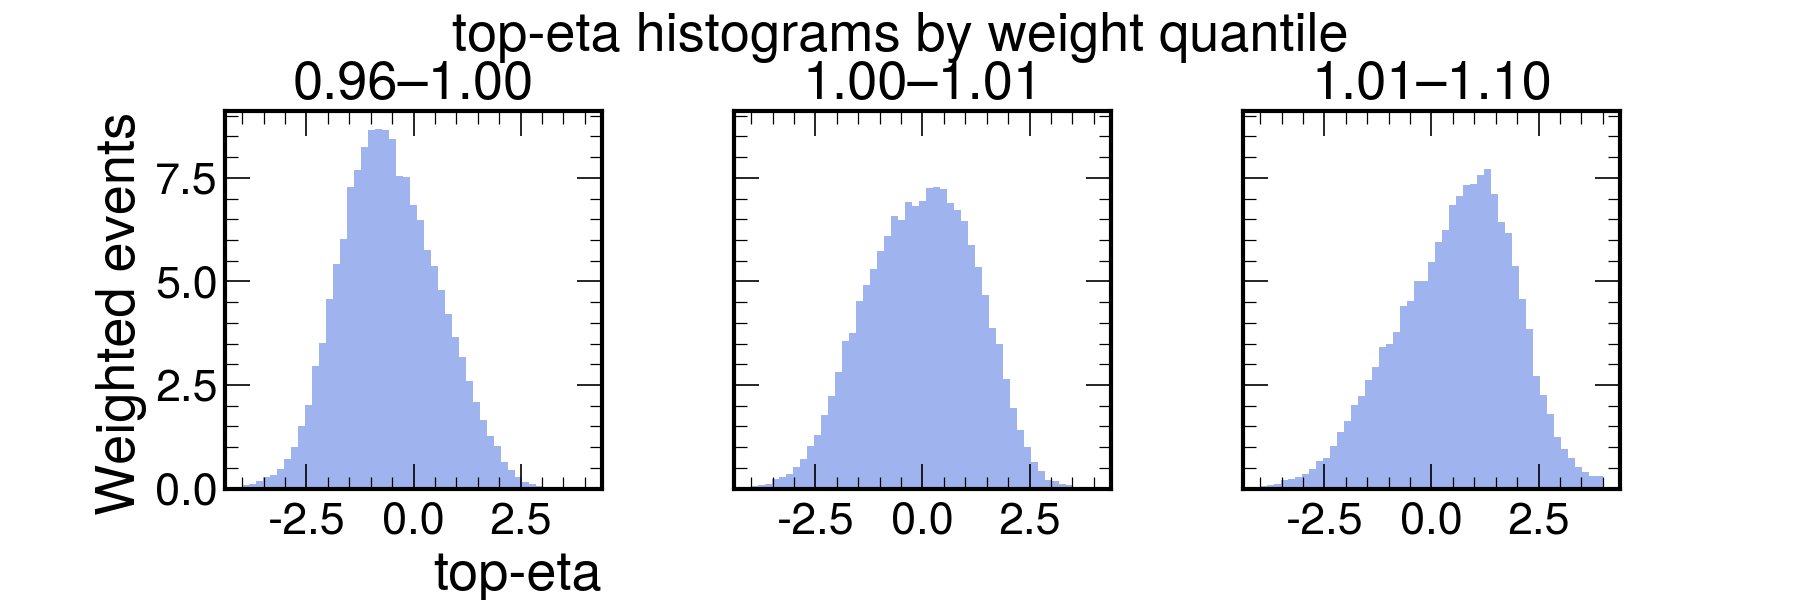 top-eta histograms by weight quantile
0.96–1.00
1.00–1.01
1.01–1.10
Weighted events
7.5
5.0
2.5
0.0
-2.5 0.0 2.5
-2.5 0.0 2.5
-2.5 0.0 2.5
top-eta